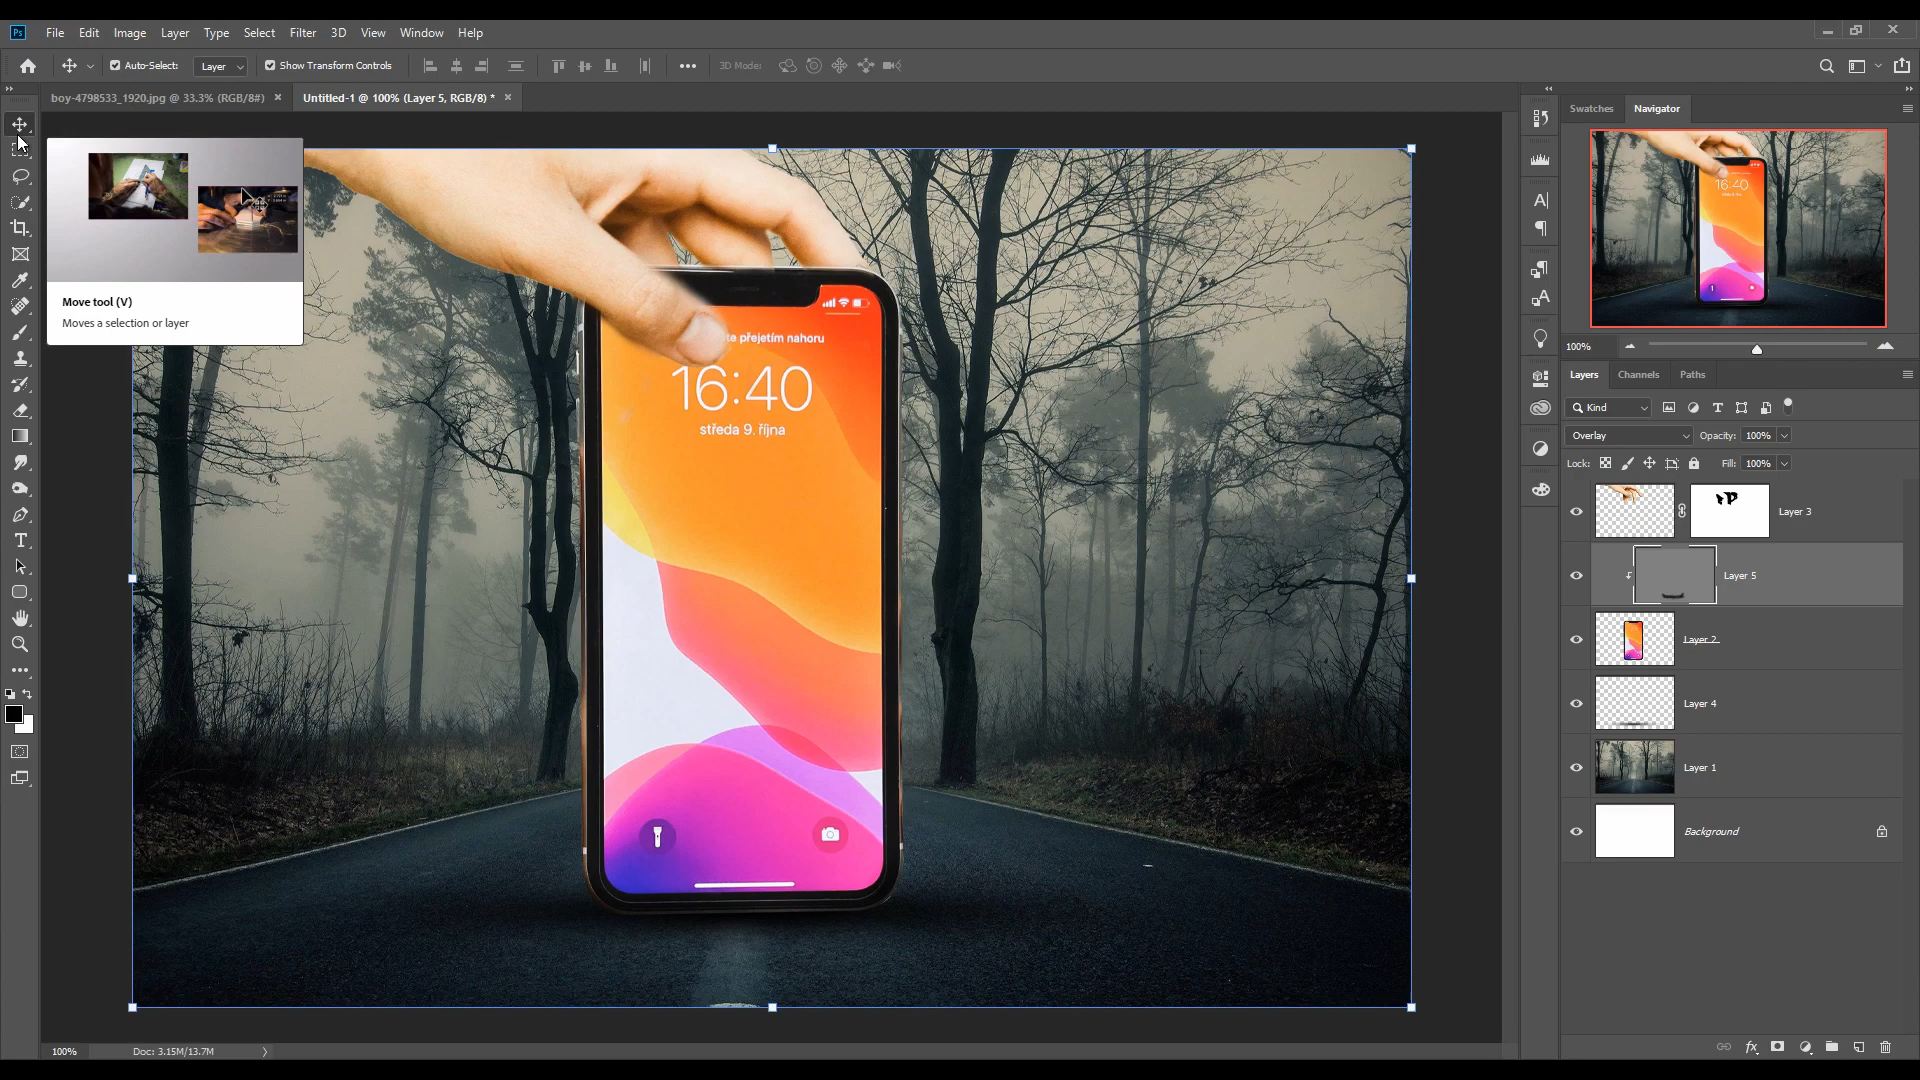 Ps File Edit Image Layer Type Select Filter 3D View Window Help
Auto-Select: Layer Show Transform Controls 3D Mode:
boy-4798533_1920.jpg @ 33.3% (RGB/8#) × Untitled-1 @ 100% (Layer 5, RGB/8) * ×
Swatches Navigator
Move tool (V)
Moves a selection or layer
přejetím nahoru
16:40
středa 9. října
16:40
100%
Layers Channels Paths
Kind
Overlay Opacity: 100%
Lock: Fill: 100%
Layer 3
Layer 5
Layer 2
Layer 4
Layer 1
Background
100% Doc: 3.15M/13.7M